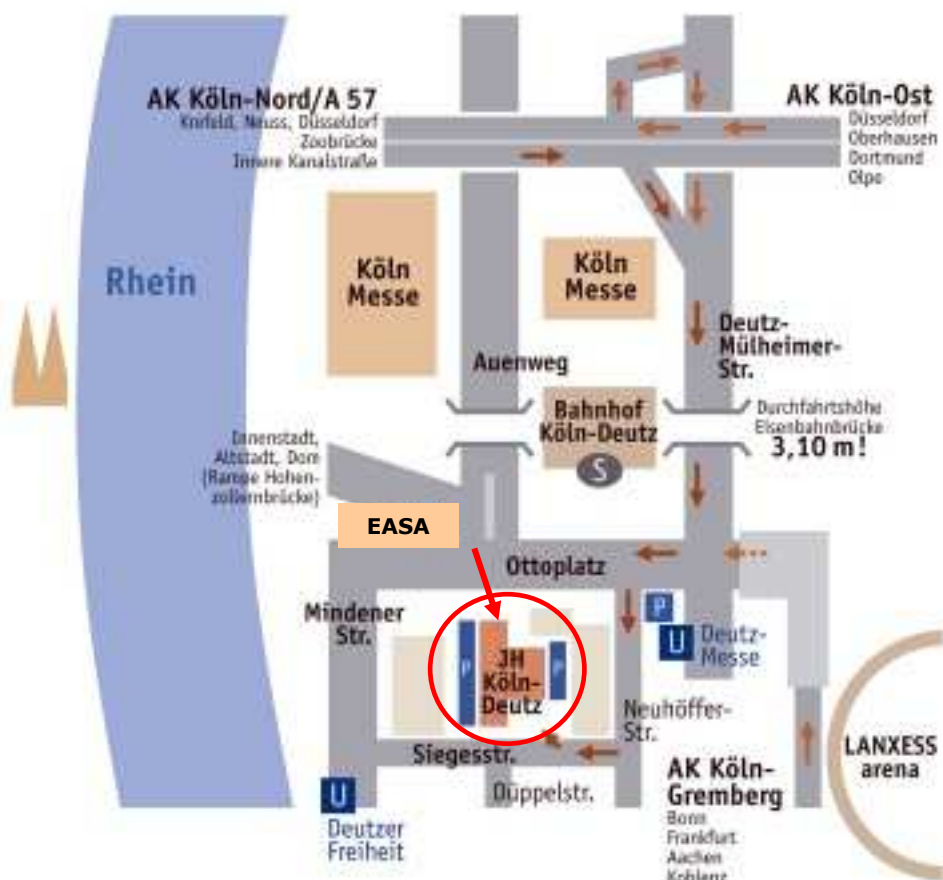 AK Köln-Nord/A 57
Krefeld, Neuss, Düsseldorf
Zoobrücke
Innere Kanalstraße
AK Köln-Ost
Düsseldorf
Oberhausen
Dortmund
Olpe
Rhein
Köln
Messe
Köln
Messe
Deutz-
Mülheimer-
Str.
Auenweg
Bahnhof
Köln-Deutz
S
Durchfahrtshöhe
Eisenbahnbrücke
3,10 m!
Innenstadt,
Altstadt, Dom
(Rampe Hohen-
zollernbrücke)
EASA
Ottoplatz
Mindener
Str.
P
U
Deutz-
Messe
P
JH
Köln-
Deutz
P
Neuhöffer-
Str.
Siegesstr.
Düppelstr.
U
Deutzer
Freiheit
AK Köln-
Gremberg
Bonn
Frankfurt
Aachen
Koblenz
LANXESS
arena